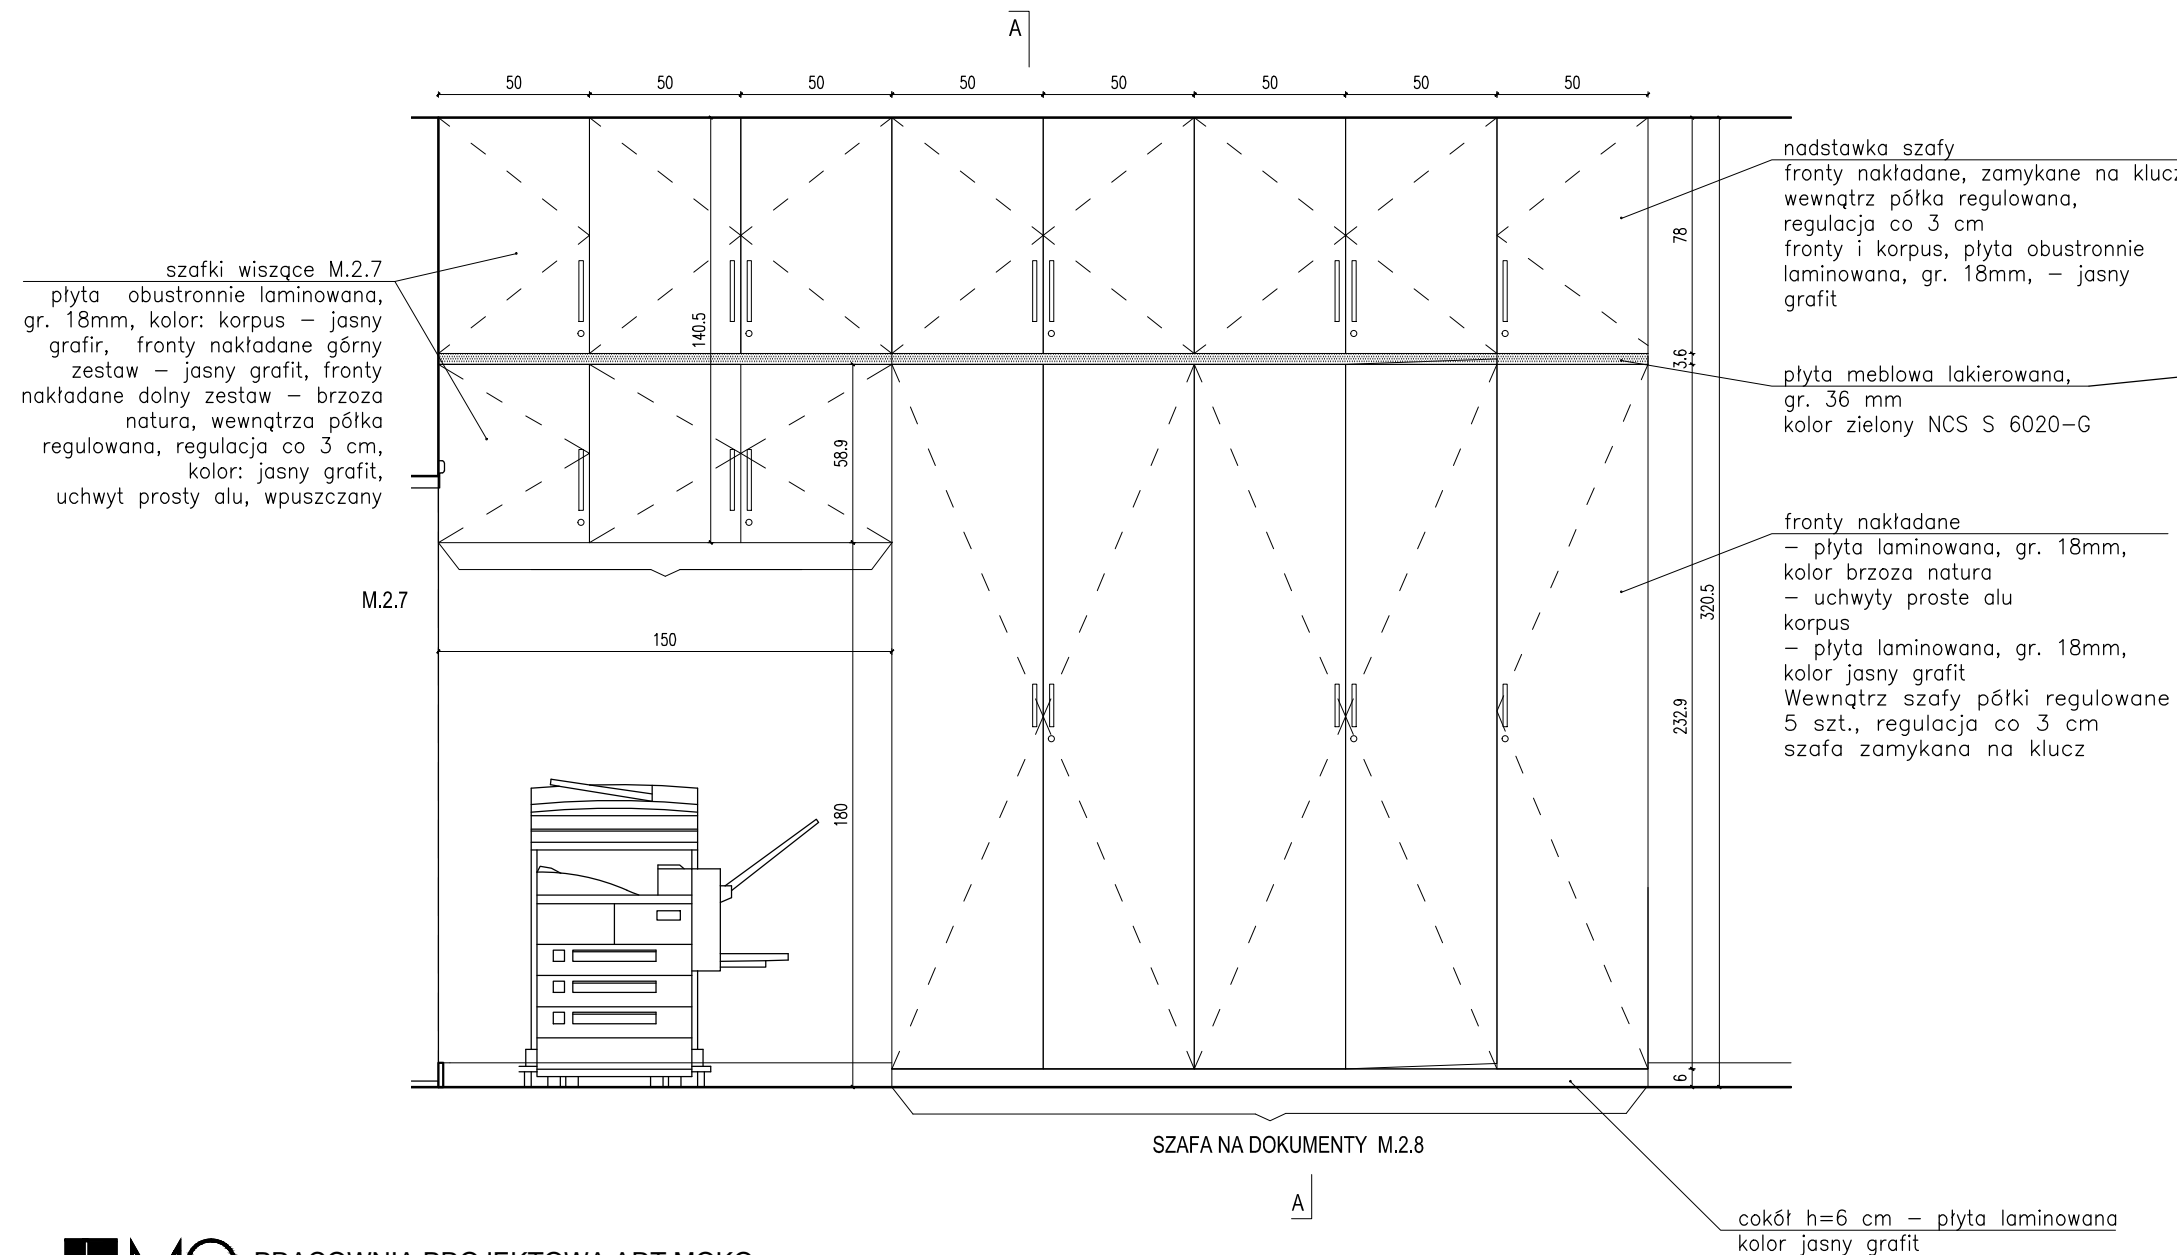 A
50 50 50 50 50 50 50 50
nadstawka szafy
fronty nakładane, zamykane na klucz
wewnątrz półka regulowana,
regulacja co 3 cm
fronty i korpus, płyta obustronnie
laminowana, gr. 18mm, – jasny
grafit
78
szafki wiszące M.2.7
płyta obustronnie laminowana,
gr. 18mm, kolor: korpus – jasny
grafir, fronty nakładane górny
zestaw – jasny grafit, fronty
nakładane dolny zestaw – brzoza
natura, wewnątrza półka
regulowana, regulacja co 3 cm,
kolor: jasny grafit,
uchwyt prosty alu, wpuszczany
140.5
3.6
płyta meblowa lakierowana,
gr. 36 mm
kolor zielony NCS S 6020-G
58.9
fronty nakładane
– płyta laminowana, gr. 18mm,
kolor brzoza natura
– uchwyty proste alu
korpus
– płyta laminowana, gr. 18mm,
kolor jasny grafit
Wewnątrz szafy półki regulowane
5 szt., regulacja co 3 cm
szafa zamykana na klucz
M.2.7
150
320.5
232.9
180
6
SZAFA NA DOKUMENTY M.2.8
A
cokół h=6 cm – płyta laminowana
kolor jasny grafit
PRACOWNIA PROJEKTOWA ART MOKO